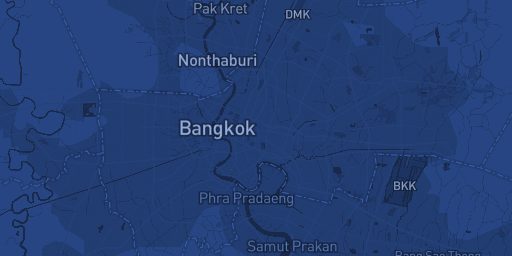 Pak Kret
DMK
Nonthaburi
Bangkok
BKK
Phra Pradaeng
Samut Prakan